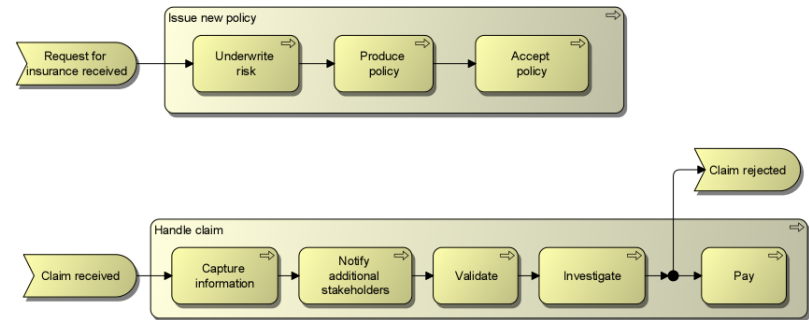 Issue new policy
Request for
insurance received
Underwrite
risk
Produce
policy
Accept
policy
Claim rejected
Handle claim
Claim received
Capture
information
Notify
additional
stakeholders
Validate
Investigate
Pay